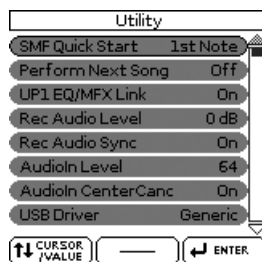 Utility
SMF Quick Start 1st Note
Perform Next Song Off
UP1 EQ/MFX Link On
Rec Audio Level 0 dB
Rec Audio Sync On
AudioIn Level 64
AudioIn CenterCanc On
USB Driver Generic
CURSOR
/VALUE
ENTER